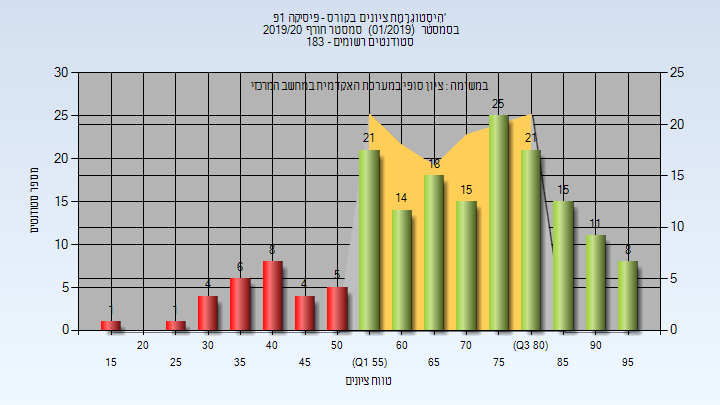 היסטוגרמת ציונים בקורס - פיסיקה 1פ'
בסמסטר (01/2019) סמסטר חורף 2019/20
סטודנטים רשומים - 183
במשימה : ציון סופי במערכת האקדמית במחשב המרכזי
30 25
25 20
20
15 15
10 10
5 5
0 0
1 1 4 6 8 4 5 21 14 18 15 25 21 15 11 8
מספר סטודנטים
20 30 40 50 60 70 (Q3 80) 90
15 25 35 45 (Q1 55) 65 75 85 95
טווח ציונים